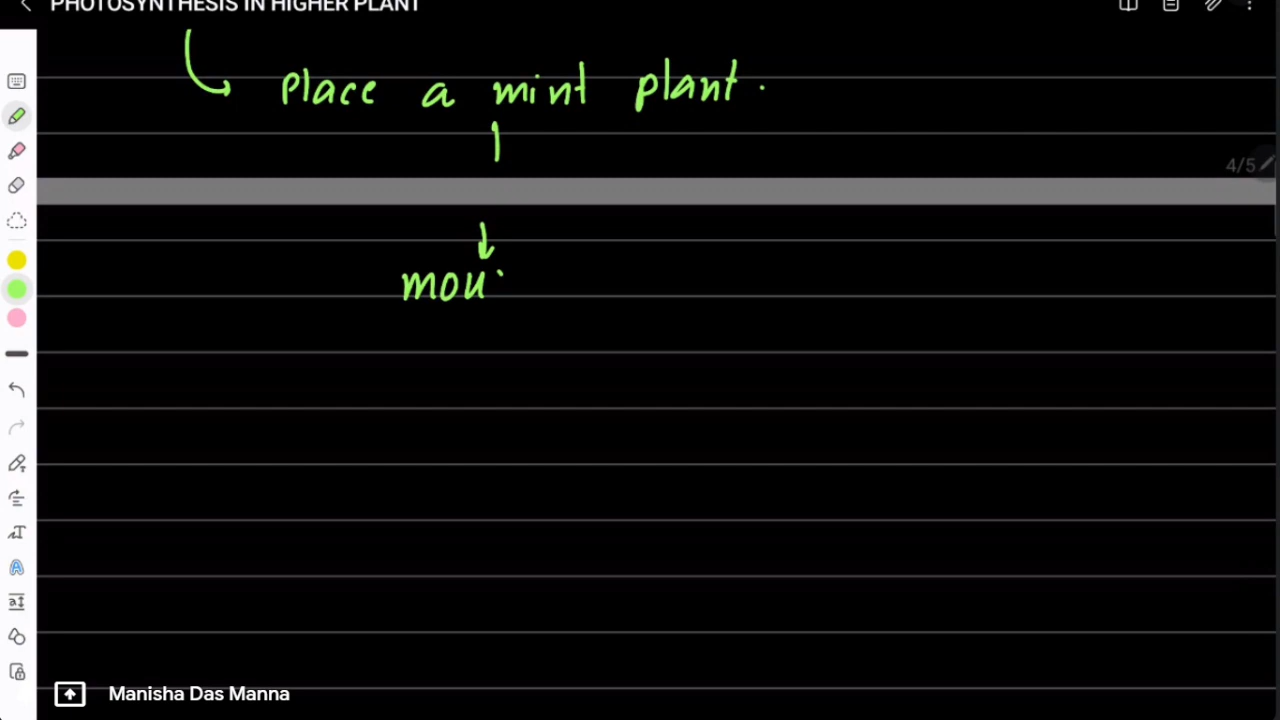 PHOTOSYNTHESIS IN HIGHER PLANT
place a mint plant.
4/5
mou
Manisha Das Manna